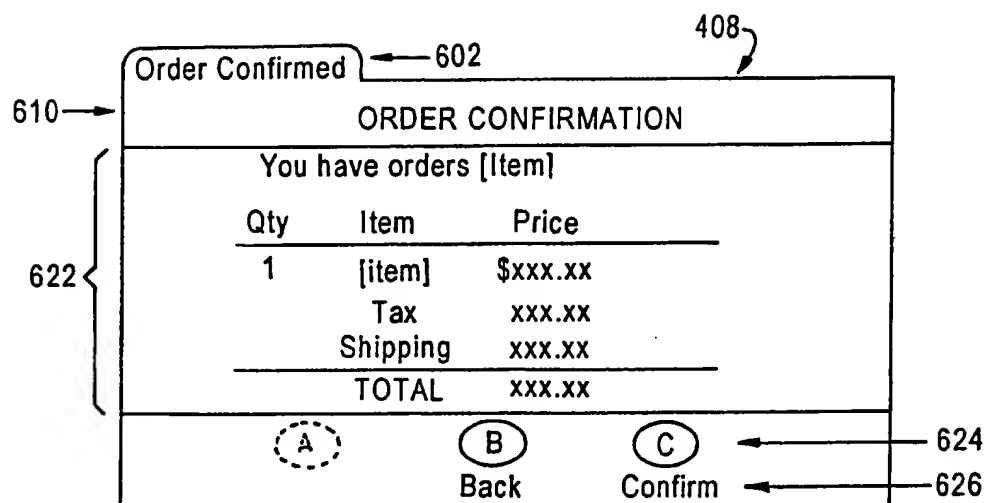 408
Order Confirmed 602
610 ORDER CONFIRMATION
You have orders [Item]
Qty Item Price
1 [item] $xxx.xx
622
Tax xxx.xx
Shipping xxx.xx
TOTAL xxx.xx
A B C 624
Back Confirm 626